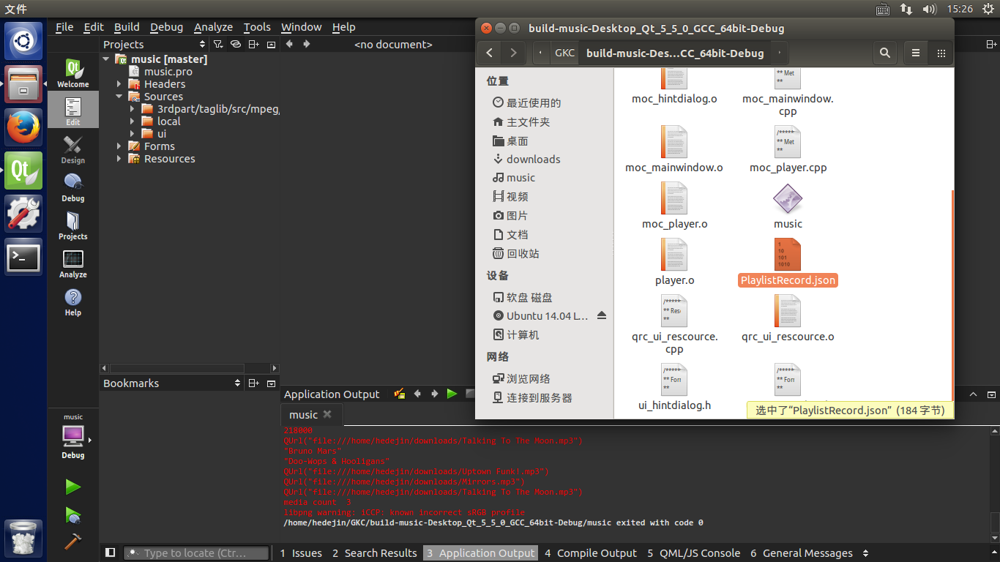 文件
15:26
File Edit Build Debug Analyze Tools Window Help
Projects
<no document>
Welcome
Edit
Design
Debug
Projects
Analyze
Help
music
Debug
music [master]
music.pro
Headers
Sources
3rdpart/taglib/src/mpeg,
local
ui
Forms
Resources
Bookmarks
build-music-Desktop_Qt_5_5_0_GCC_64bit-Debug
GKC
build-music-Des...CC_64bit-Debug
位置
最近使用的
主文件夹
桌面
downloads
music
视频
图片
文档
回收站
设备
软盘 磁盘
Ubuntu 14.04 L...
计算机
网络
浏览网络
连接到服务器
moc_hintdialog.o
** Met
**
moc_mainwindow.
cpp
moc_mainwindow.o
/*****
** Met
**
moc_player.cpp
moc_player.o
music
player.o
1
10
101
1010
PlaylistRecord.json
/*****
** Res
**
qrc_ui_rescource.
cpp
qrc_ui_rescource.o
/*****
** For
**
ui_hintdialog.h
/*****
** For
**
选中了“PlaylistRecord.json” (184 字节)
Application Output
music
218000
QUrl("file:///home/hedejin/downloads/Talking To The Moon.mp3")
"Bruno Mars"
"Doo-Wops & Hooligans"
QUrl("file:///home/hedejin/downloads/Uptown Funk!.mp3")
QUrl("file:///home/hedejin/downloads/Mirrors.mp3")
QUrl("file:///home/hedejin/downloads/Talking To The Moon.mp3")
media count 3
libpng warning: iCCP: known incorrect sRGB profile
/home/hedejin/GKC/build-music-Desktop_Qt_5_5_0_GCC_64bit-Debug/music exited with code 0
Type to locate (Ctr...
1 Issues 2 Search Results 3 Application Output 4 Compile Output 5 QML/JS Console 6 General Messages